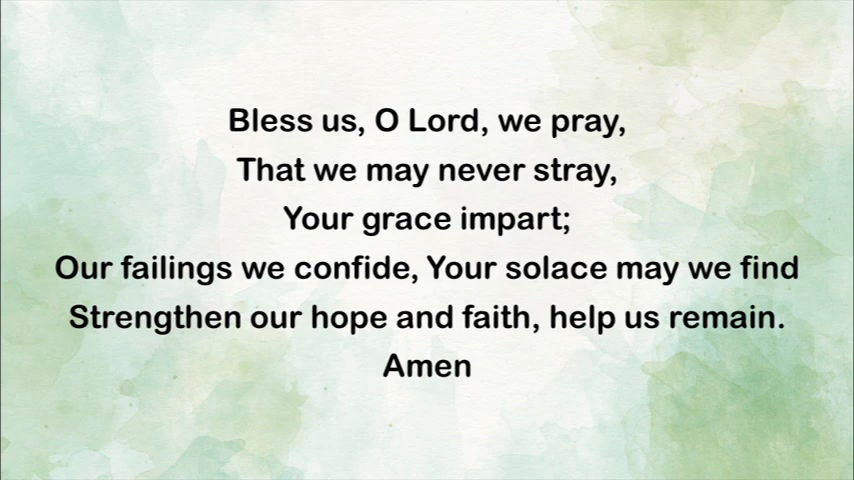 Bless us, O Lord, we pray,
That we may never stray,
Your grace impart;
Our failings we confide, Your solace may we find
Strengthen our hope and faith, help us remain.
Amen